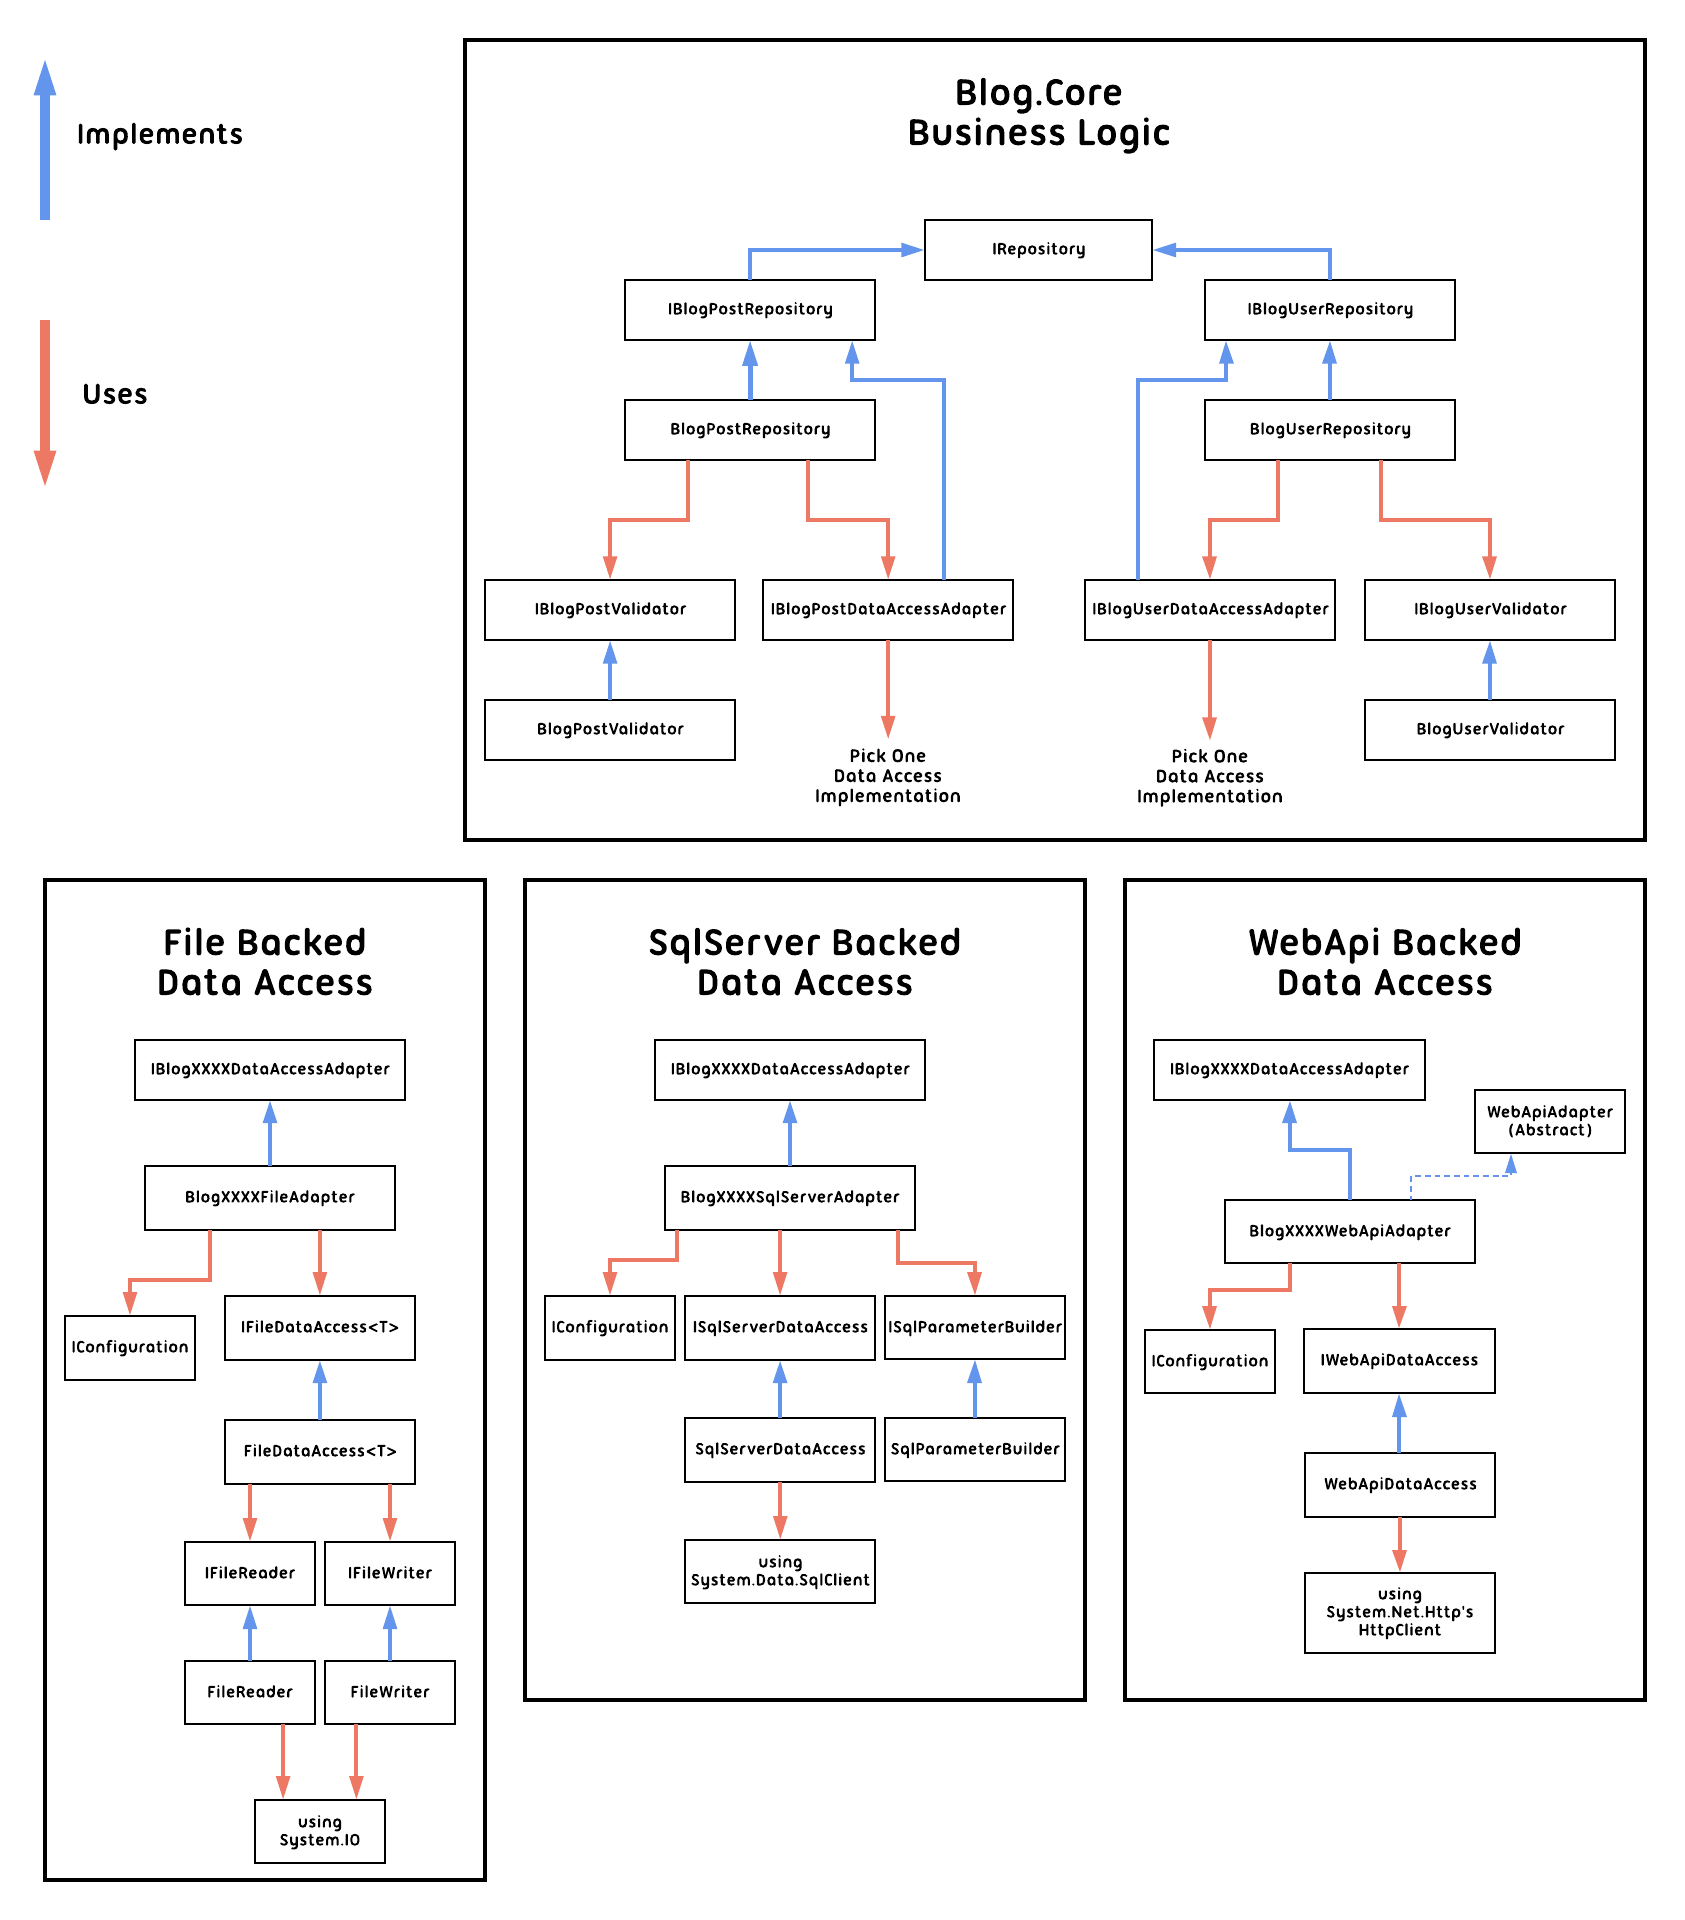 Implements
Uses
Blog.Core
Business Logic
IRepository
IBlogPostRepository
IBlogUserRepository
BlogPostRepository
BlogUserRepository
IBlogPostValidator
IBlogPostDataAccessAdapter
IBlogUserDataAccessAdapter
IBlogUserValidator
BlogPostValidator
BlogUserValidator
Pick One
Data Access
Implementation
Pick One
Data Access
Implementation
File Backed
Data Access
IBlogXXXXDataAccessAdapter
BlogXXXXFileAdapter
IConfiguration
IFileDataAccess<T>
FileDataAccess<T>
IFileReader
IFileWriter
FileReader
FileWriter
using
System.IO
SqlServer Backed
Data Access
IBlogXXXXDataAccessAdapter
BlogXXXXSqlServerAdapter
IConfiguration
ISqlServerDataAccess
ISqlParameterBuilder
SqlServerDataAccess
SqlParameterBuilder
using
System.Data.SqlClient
WebApi Backed
Data Access
IBlogXXXXDataAccessAdapter
WebApiAdapter
(Abstract)
BlogXXXXWebApiAdapter
IConfiguration
IWebApiDataAccess
WebApiDataAccess
using
System.Net.Http's
HttpClient